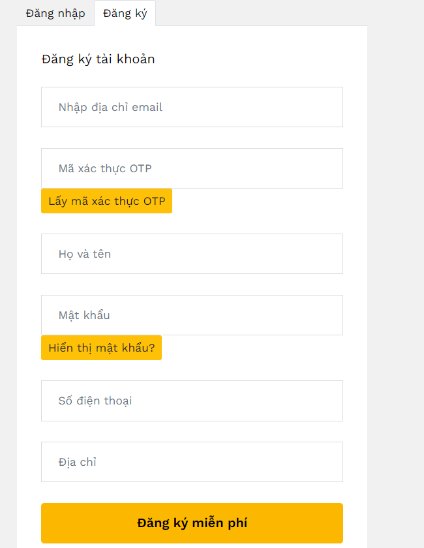 Đăng nhập
Đăng ký
Đăng ký tài khoản
Nhập địa chỉ email
Mã xác thực OTP
Lấy mã xác thực OTP
Họ và tên
Mật khẩu
Hiển thị mật khẩu?
Số điện thoại
Địa chỉ
Đăng ký miễn phí